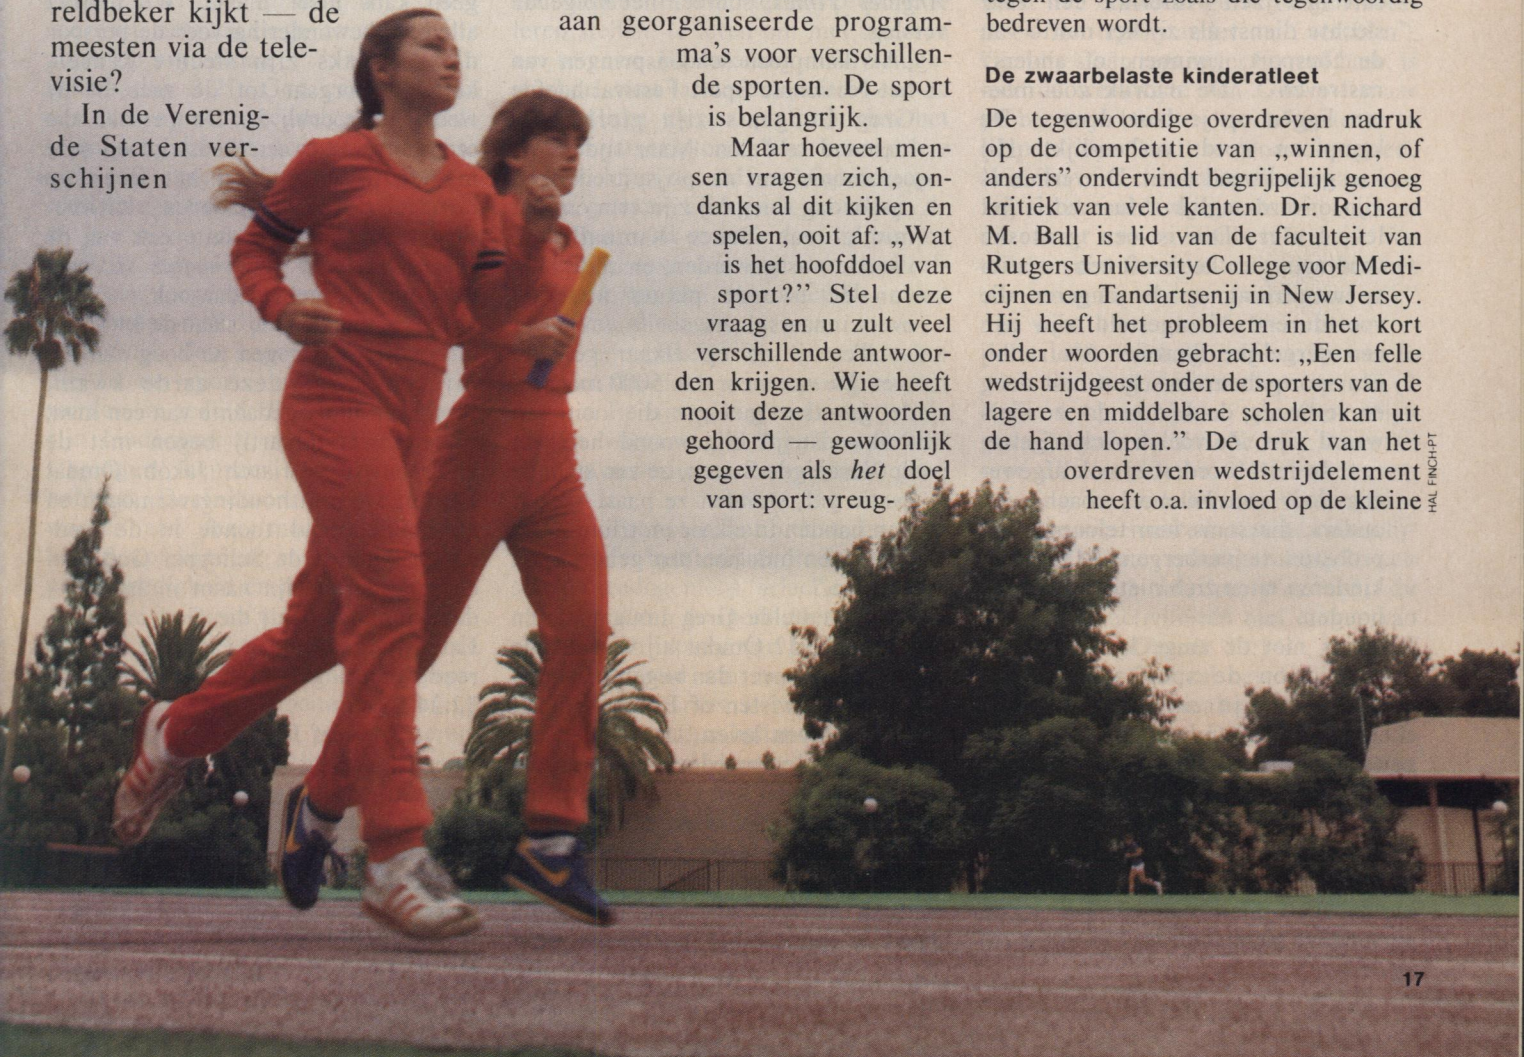 reldbeker kijkt — de
meesten via de tele-
visie?
In de Verenig-
de Staten ver-
schijnen
aan georganiseerde program-
ma's voor verschillen-
de sporten. De sport
is belangrijk.
Maar hoeveel men-
sen vragen zich, on-
danks al dit kijken en
spelen, ooit af: „Wat
is het hoofddoel van
sport?” Stel deze
vraag en u zult veel
verschillende antwoor-
den krijgen. Wie heeft
nooit deze antwoorden
gehoord — gewoonlijk
gegeven als het doel
van sport: vreug-
tegen de sport zoals die tegenwoordig
bedreven wordt.
De zwaarbelaste kinderatleet
De tegenwoordige overdreven nadruk
op de competitie van „winnen, of
anders” ondervindt begrijpelijk genoeg
kritiek van vele kanten. Dr. Richard
M. Ball is lid van de faculteit van
Rutgers University College voor Medi-
cijnen en Tandartsenij in New Jersey.
Hij heeft het probleem in het kort
onder woorden gebracht: „Een felle
wedstrijdgeest onder de sporters van de
lagere en middelbare scholen kan uit
de hand lopen.” De druk van het
overdreven wedstrijdelement
heeft o.a. invloed op de kleine
HAL FINCH-PT
17